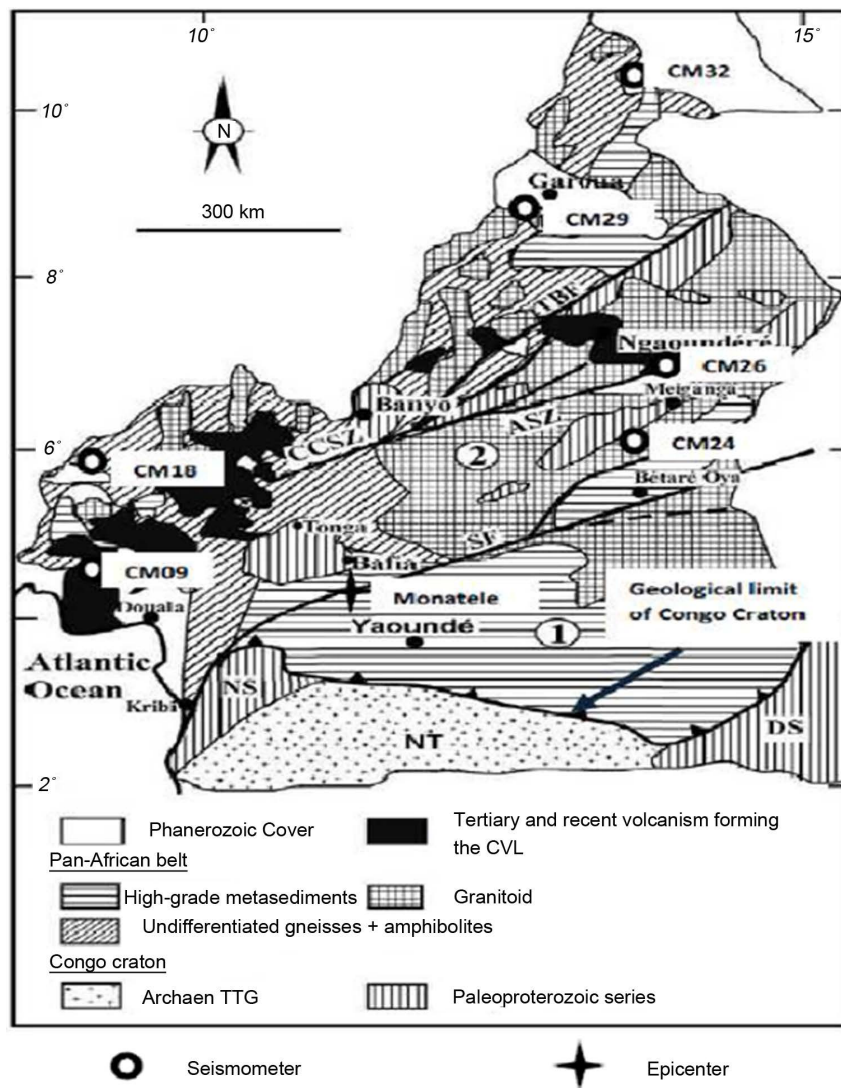 10˚
15˚
CM32
10˚
N
Garoua
300 km
CM29
8˚
TBF
Ngaoundéré
CM26
Meiganga
Banyo
ASZ
CCSZ
6˚
2
CM24
CM18
Bétaré Oya
Tonga
SF
Bafia
CM09
Monatele
Geological limit
of Congo Craton
Douala
Yaoundé
1
Atlantic
Ocean
NS
Kribi
NT
DS
2˚
Phanerozoic Cover
Tertiary and recent volcanism forming
the CVL
Pan-African belt
High-grade metasediments
Granitoid
Undifferentiated gneisses + amphibolites
Congo craton
Archaen TTG
Paleoproterozoic series
Seismometer
Epicenter